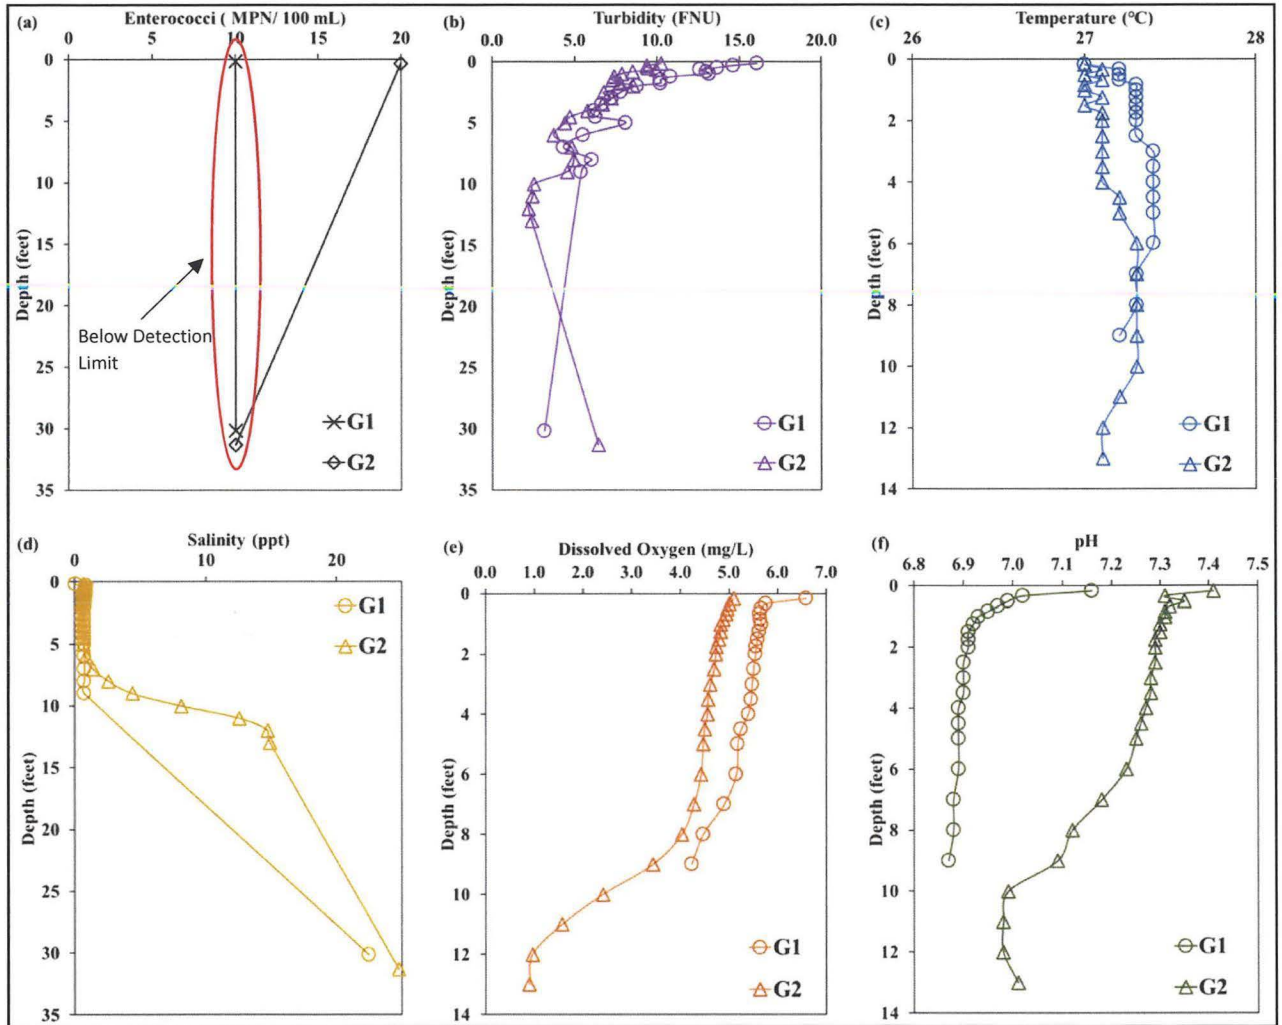 (a) Enterococci ( MPN/ 100 mL)
0 5 10 15 20
0
5
10
15
20
25
30
35
Depth (feet)
Below Detection
Limit
G1
G2
(b) Turbidity (FNU)
0.0 5.0 10.0 15.0 20.0
0
5
10
15
20
25
30
35
Depth (feet)
G1
G2
(c) Temperature (°C)
26 27 28
0
2
4
6
8
10
12
14
Depth (feet)
G1
G2
(d) Salinity (ppt)
0 10 20
0
5
10
15
20
25
30
35
Depth (feet)
G1
G2
(e) Dissolved Oxygen (mg/L)
0.0 1.0 2.0 3.0 4.0 5.0 6.0 7.0
0
2
4
6
8
10
12
14
Depth (feet)
G1
G2
(f) pH
6.8 6.9 7.0 7.1 7.2 7.3 7.4 7.5
0
2
4
6
8
10
12
14
Depth (feet)
G1
G2